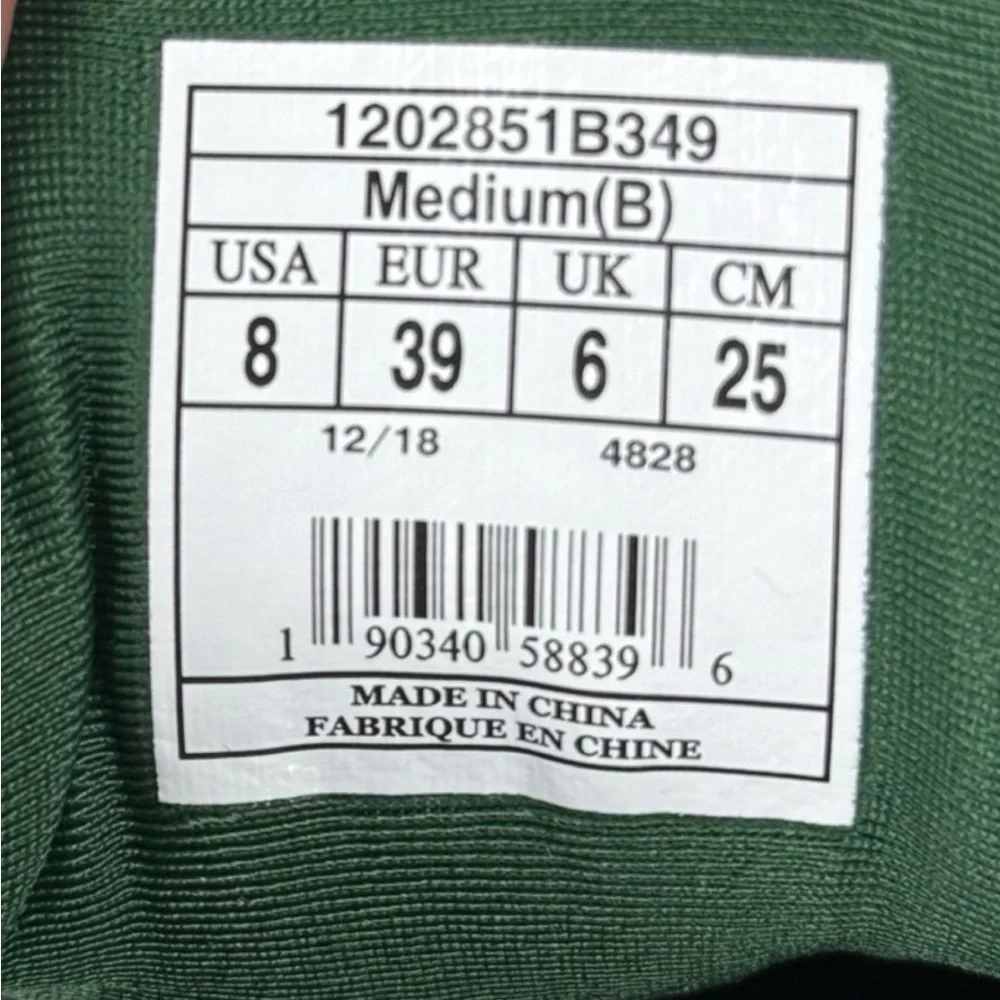 1202851B349
Medium(B)
USA EUR UK CM
8 39 6 25
12/18 4828
1 90340 58839 6
MADE IN CHINA
FABRIQUE EN CHINE